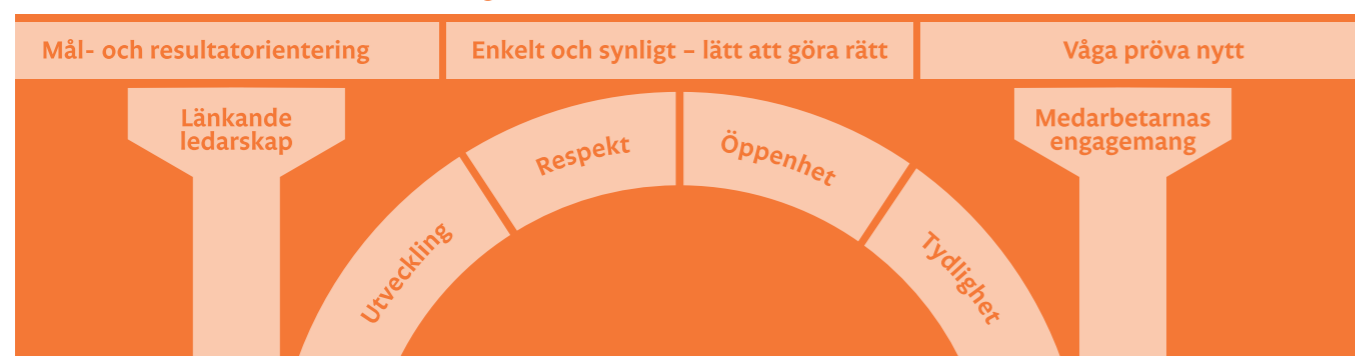 Mål- och resultatorientering
Enkelt och synligt – lätt att göra rätt
Våga pröva nytt
Länkande
ledarskap
Medarbetarnas
engagemang
Utveckling
Respekt
Öppenhet
Tydlighet